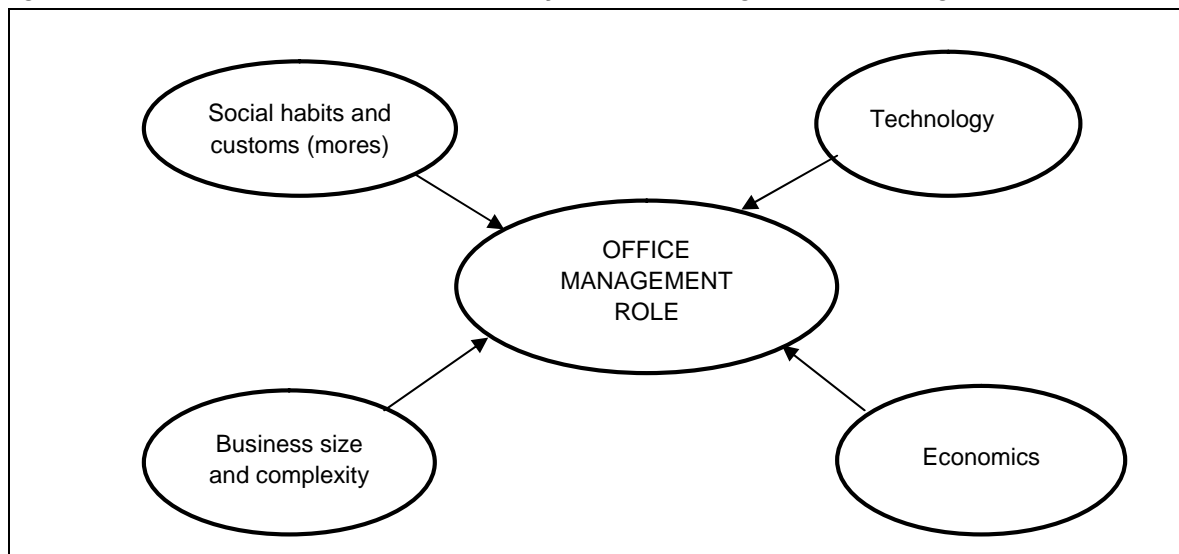 Social habits and
customs (mores)
Technology
OFFICE
MANAGEMENT
ROLE
Business size
and complexity
Economics